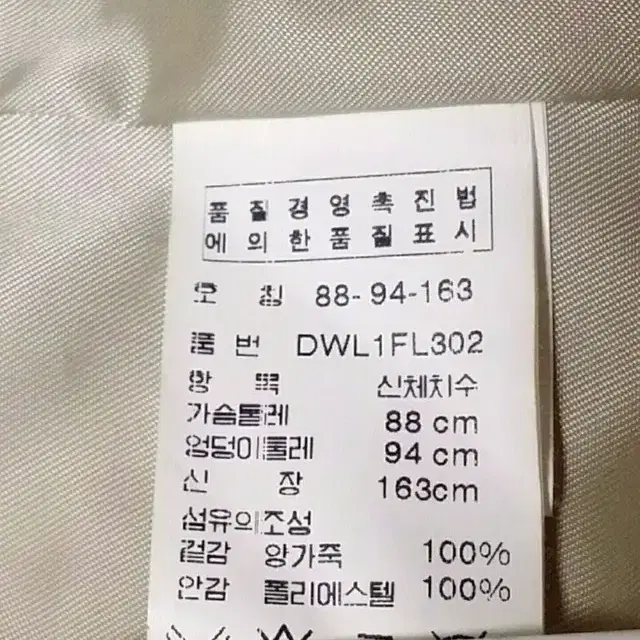 품 질 경 영 촉 진 법
에 의 한 품 질 표 시
호 칭 88-94-163
품 번 DWL1FL302
항 목 신체치수
가슴둘레 88 cm
엉덩이둘레 94 cm
신 장 163cm
섬유의조성
겉감 양가죽 100%
안감 폴리에스텔 100%